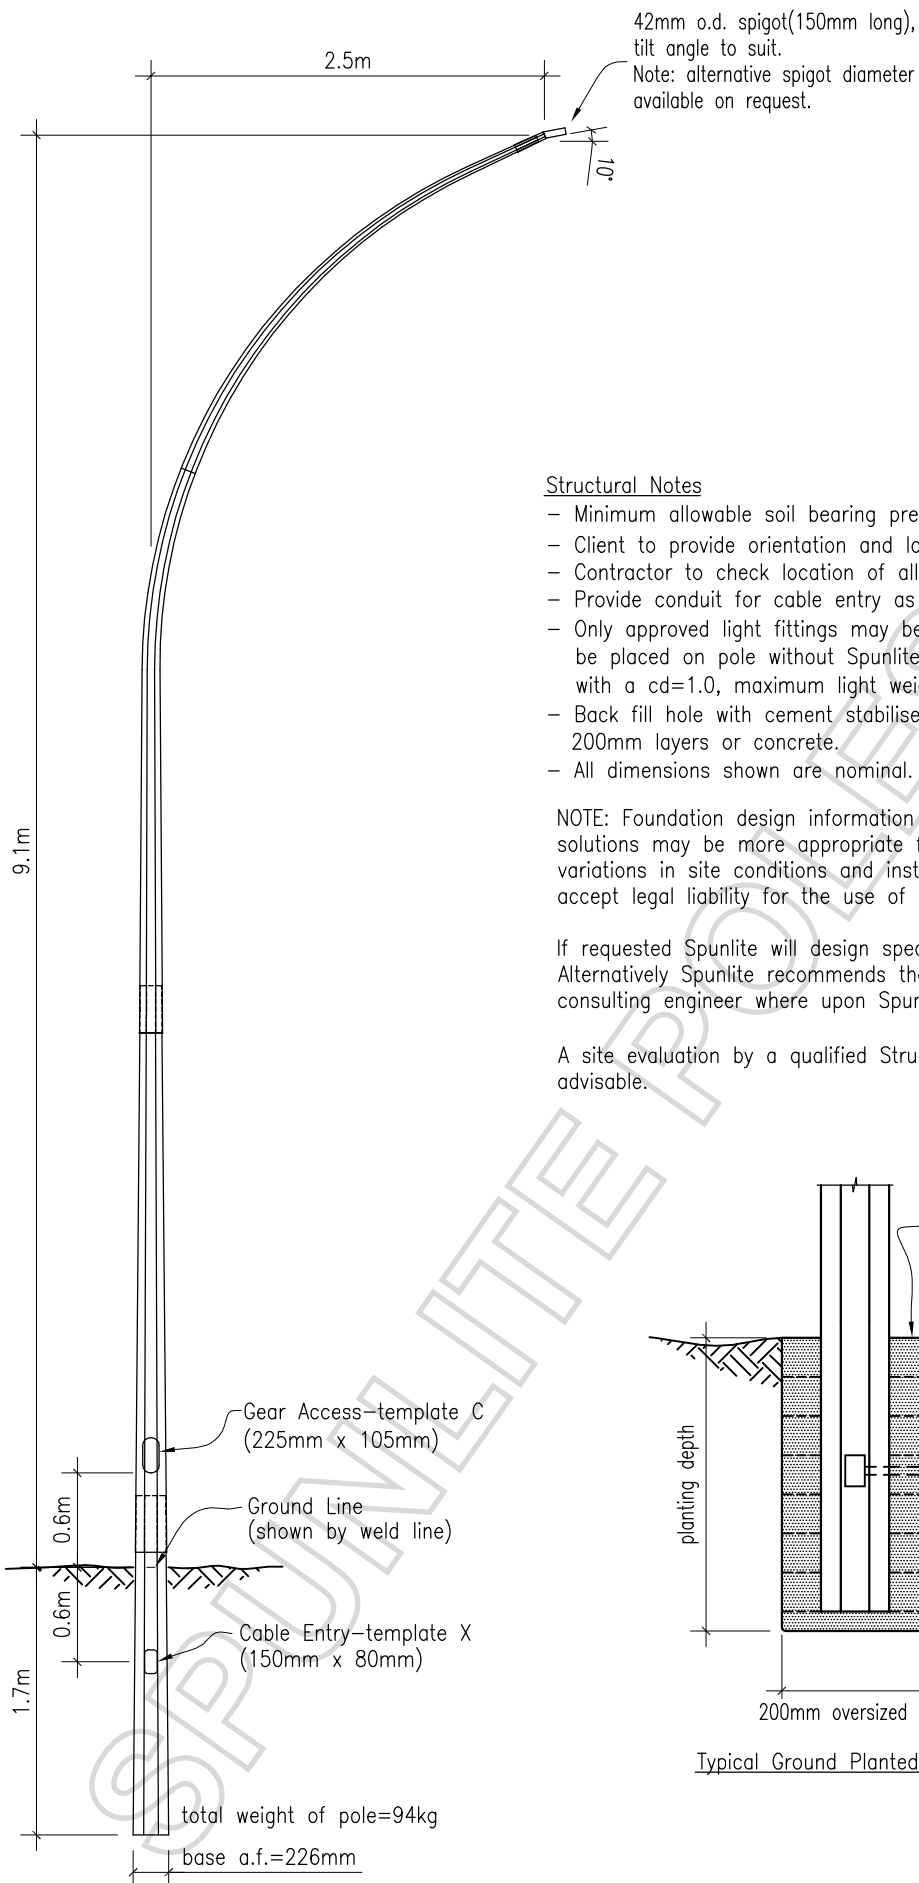 42mm o.d. spigot(150mm long),
tilt angle to suit.
Note: alternative spigot diameter
available on request.
2.5m
10°
Structural Notes
– Minimum allowable soil bearing pre
– Client to provide orientation and lo
– Contractor to check location of all
– Provide conduit for cable entry as
– Only approved light fittings may be
be placed on pole without Spunlite
with a cd=1.0, maximum light wei
– Back fill hole with cement stabilise
200mm layers or concrete.
– All dimensions shown are nominal.
NOTE: Foundation design information
solutions may be more appropriate f
variations in site conditions and inst
accept legal liability for the use of
If requested Spunlite will design spec
Alternatively Spunlite recommends the
consulting engineer where upon Spun
A site evaluation by a qualified Stru
advisable.
9.1m
Gear Access–template C
(225mm x 105mm)
0.6m
Ground Line
(shown by weld line)
0.6m
Cable Entry–template X
(150mm x 80mm)
1.7m
total weight of pole=94kg
base a.f.=226mm
planting depth
200mm oversized
Typical Ground Planted
SPUNLITE POLES